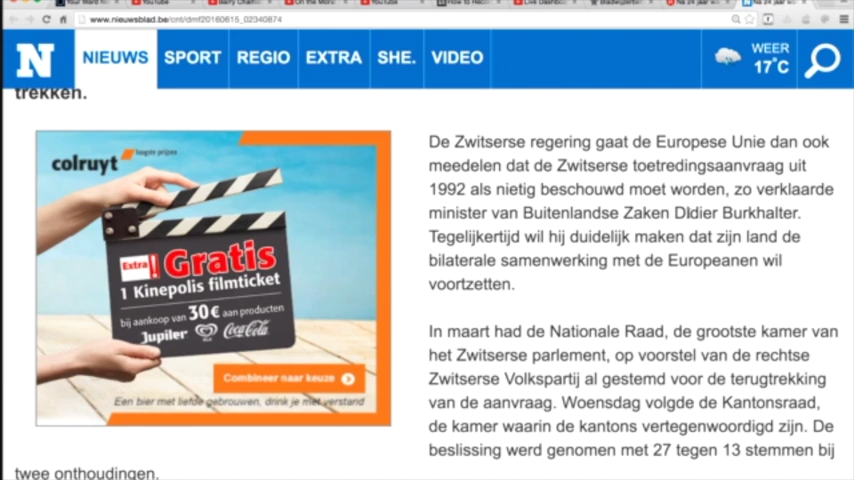 YouTube
YouTube
www.nieuwsblad.be/cnt/dmf20160615_02340874
N
NIEUWS
SPORT
REGIO
EXTRA
SHE.
VIDEO
WEER
17°C
trekken.
colruyt laagste prijzen
Extra! Gratis
1 Kinepolis filmticket
bij aankoop van 30€ aan producten
Jupiler Coca-Cola
Combineer naar keuze
Een bier met liefde gebrouwen, drink je met verstand
De Zwitserse regering gaat de Europese Unie dan ook
meedelen dat de Zwitserse toetredingsaanvraag uit
1992 als nietig beschouwd moet worden, zo verklaarde
minister van Buitenlandse Zaken Didier Burkhalter.
Tegelijkertijd wil hij duidelijk maken dat zijn land de
bilaterale samenwerking met de Europeanen wil
voortzetten.
In maart had de Nationale Raad, de grootste kamer van
het Zwitserse parlement, op voorstel van de rechtse
Zwitserse Volkspartij al gestemd voor de terugtrekking
van de aanvraag. Woensdag volgde de Kantonsraad,
de kamer waarin de kantons vertegenwoordigd zijn. De
beslissing werd genomen met 27 tegen 13 stemmen bij
twee onthoudingen.